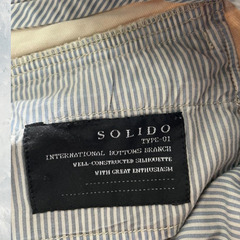 SOLIDO
TYPE-01
INTERNATIONAL BOTTOMS BRANCH
WELL-CONSTRUCTED SILHOUETTE
WITH GREAT ENTHUSIASM